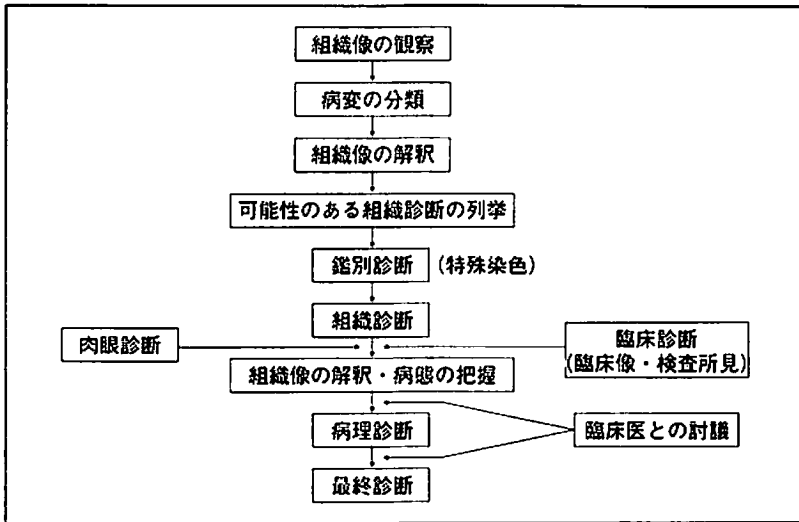 組織像の観察
病変の分類
組織像の解釈
可能性のある組織診断の列挙
鑑別診断 (特殊染色)
組織診断
肉眼診断
臨床診断
(臨床像・検査所見)
組織像の解釈・病態の把握
病理診断
臨床医との討議
最終診断